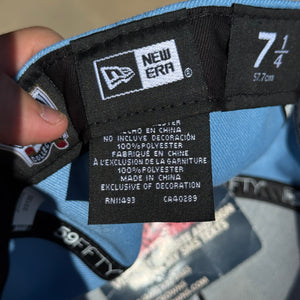 NEW
ERA
®
7 1/4
57.7cm
HECHO EN CHINA
NO INCLUYE DECORACIÓN
100% POLYESTER
FABRIQUÉ EN CHINE
À L'EXCLUSION DE LA GARNITURE
100% POLYESTER
MADE IN CHINA
EXCLUSIVE OF DECORATION
RN11493 CA40289
59FIFTY